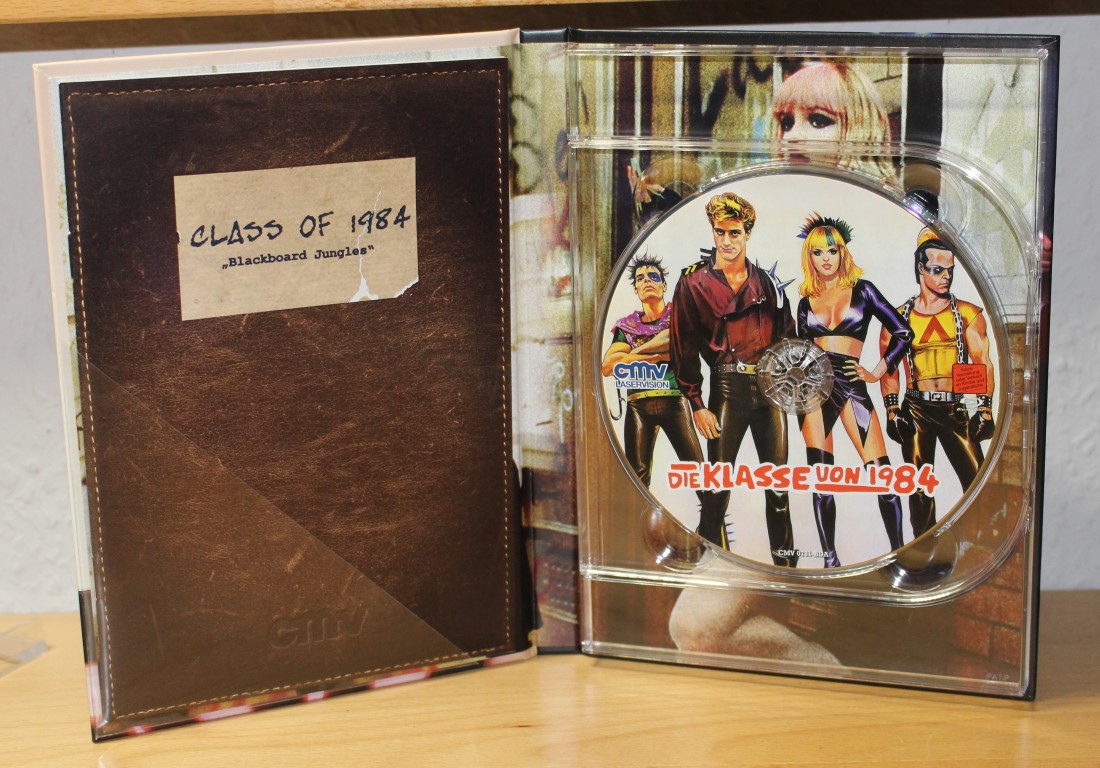 CLASS OF 1984
„Blackboard Jungles“
cmv
cmv
LASERVISION
DIE KLASSE VON 1984